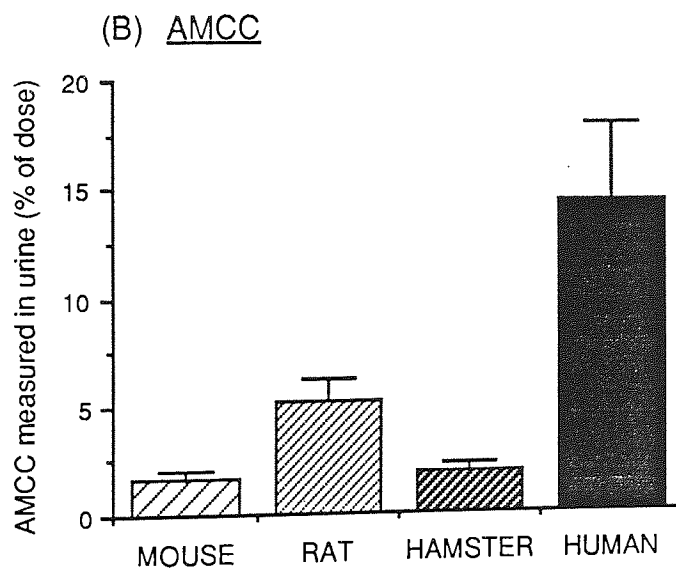 (B) AMCC
AMCC measured in urine (% of dose)
20
15
10
5
0
MOUSE RAT HAMSTER HUMAN